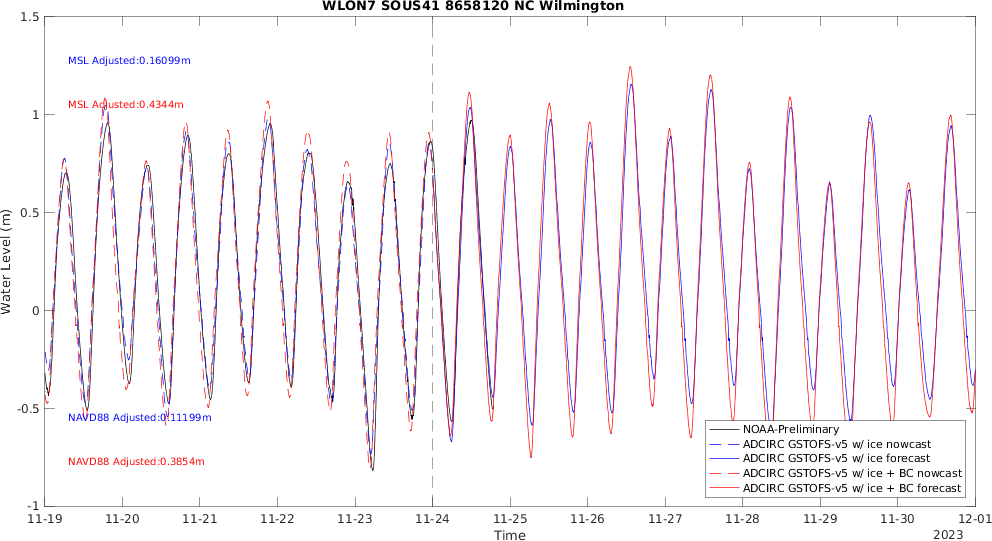 WLON7 SOUS41 8658120 NC Wilmington
1.5
MSL Adjusted:0.16099m
MSL Adjusted:0.4344m
1
0.5
Water Level (m)
0
-0.5
NAVD88 Adjusted:0.11199m
NAVD88 Adjusted:0.3854m
-1
NOAA-Preliminary
ADCIRC GSTOFS-v5 w/ ice nowcast
ADCIRC GSTOFS-v5 w/ ice forecast
ADCIRC GSTOFS-v5 w/ ice + BC nowcast
ADCIRC GSTOFS-v5 w/ ice + BC forecast
11-19 11-20 11-21 11-22 11-23 11-24 11-25 11-26 11-27 11-28 11-29 11-30 12-01
Time
2023